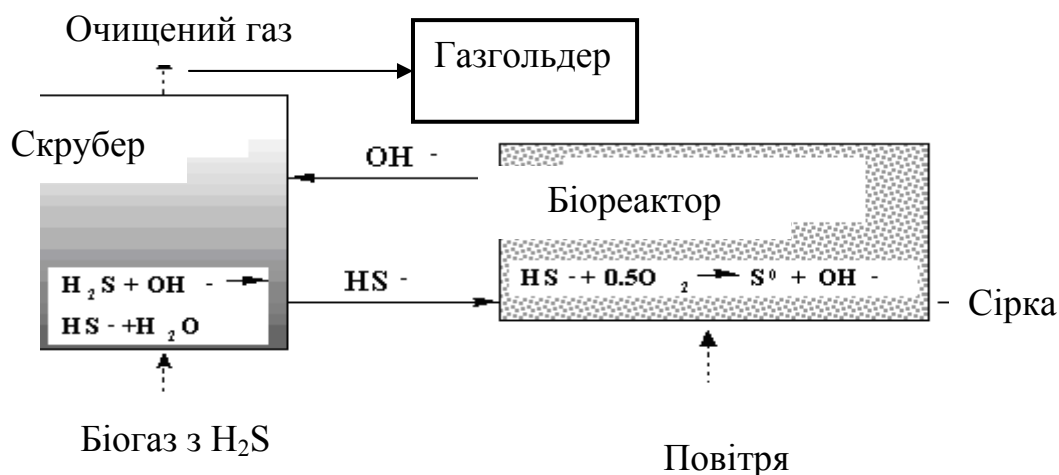 Очищений газ
Газгольдер
Скрубер
OH -
Біореактор
H2S + OH - →
HS - +H2O
HS -
HS - + 0.5O2 → S0 + OH -
Сірка
Біогаз з H2S
Повітря